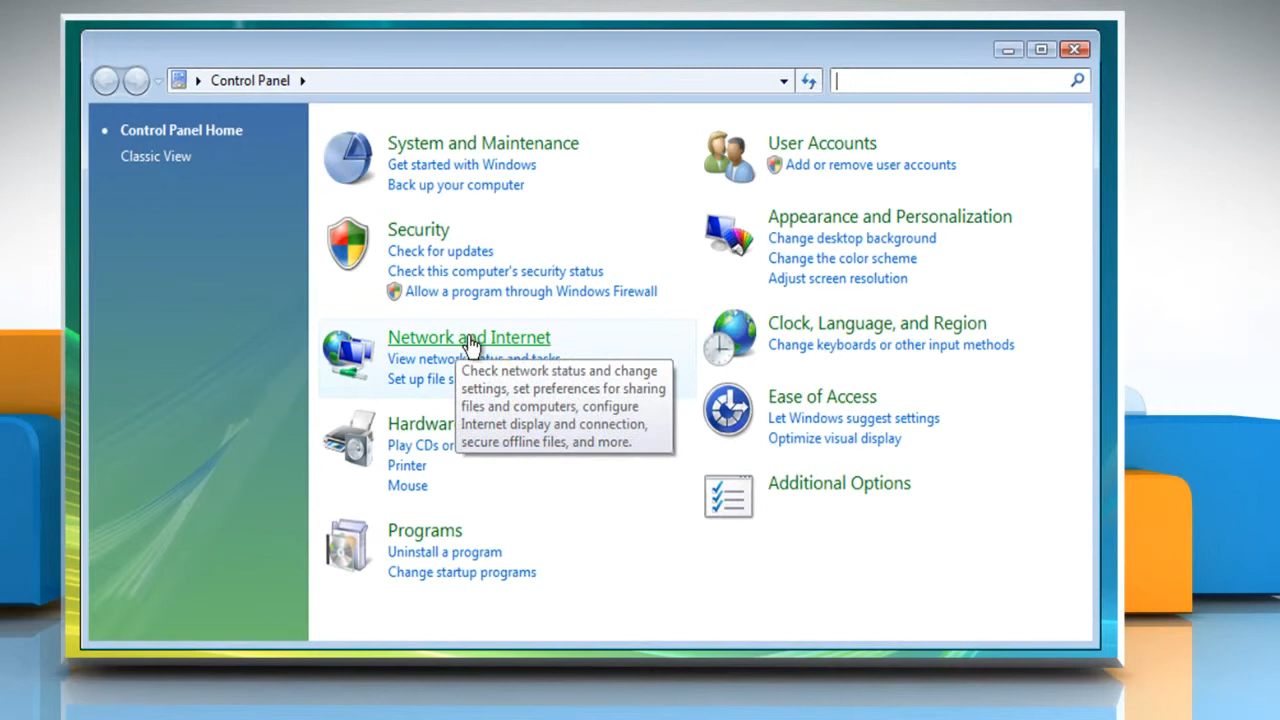 Control Panel
Control Panel Home
Classic View
System and Maintenance
Get started with Windows
Back up your computer
Security
Check for updates
Check this computer's security status
Allow a program through Windows Firewall
Network and Internet
View network status and tasks
Set up file s
Check network status and change
settings, set preferences for sharing
files and computers, configure
Internet display and connection,
secure offline files, and more.
Hardwar
Play CDs or
Printer
Mouse
Programs
Uninstall a program
Change startup programs
User Accounts
Add or remove user accounts
Appearance and Personalization
Change desktop background
Change the color scheme
Adjust screen resolution
Clock, Language, and Region
Change keyboards or other input methods
Ease of Access
Let Windows suggest settings
Optimize visual display
Additional Options